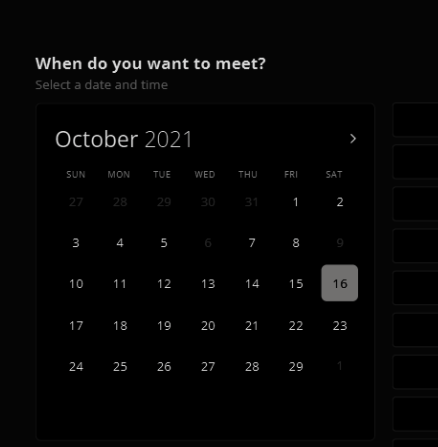 When do you want to meet?
Select a date and time
October 2021
SUN MON TUE WED THU FRI SAT
27 28 29 30 31 1 2
3 4 5 6 7 8 9
10 11 12 13 14 15 16
17 18 19 20 21 22 23
24 25 26 27 28 29 1